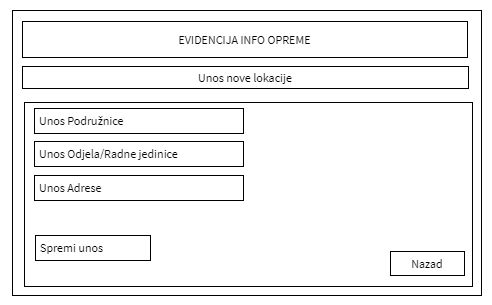 EVIDENCIJA INFO OPREME
Unos nove lokacije
Unos Podružnice
Unos Odjela/Radne jedinice
Unos Adrese
Spremi unos
Nazad